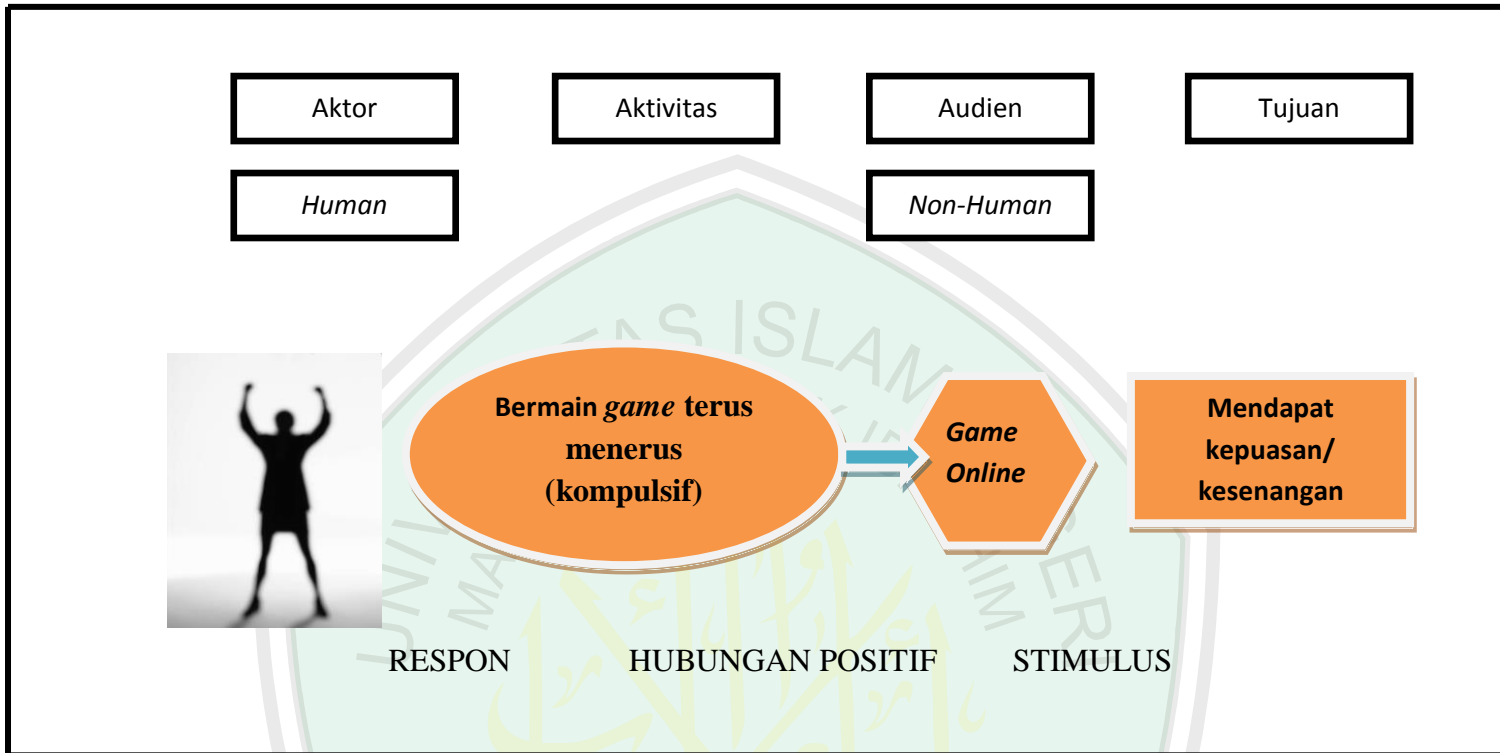 Aktor
Aktivitas
Audien
Tujuan
Human
Non-Human
Bermain game terus
menerus
(kompulsif)
Game
Online
Mendapat
kepuasan/
kesenangan
RESPON
HUBUNGAN POSITIF
STIMULUS